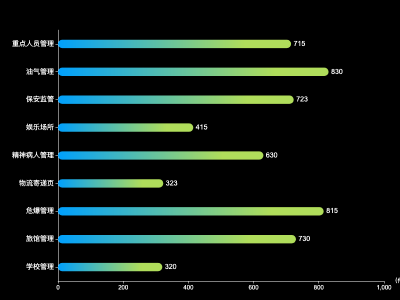 重点人员管理 715
油气管理 830
保安监管 723
娱乐场所 415
精神病人管理 630
物流寄递页 323
危爆管理 815
旅馆管理 730
学校管理 320
0 200 400 600 800 1,000